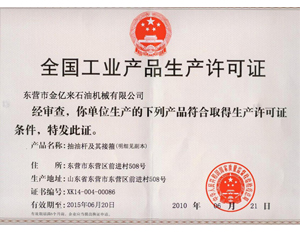 全国工业产品生产许可证
东营市金亿来石油机械有限公司
经审查，你单位生产的下列产品符合取得生产许可证
条件，特发此证。
产品名称：抽油杆及其接箍（明细见副本）
住 所：东营市东营区前进村508号
生产地址：山东省东营市东营区前进村508号
证书编号：XK14-004-00086
有效期至：2015年06月20日
2010 年 06 月 21 日